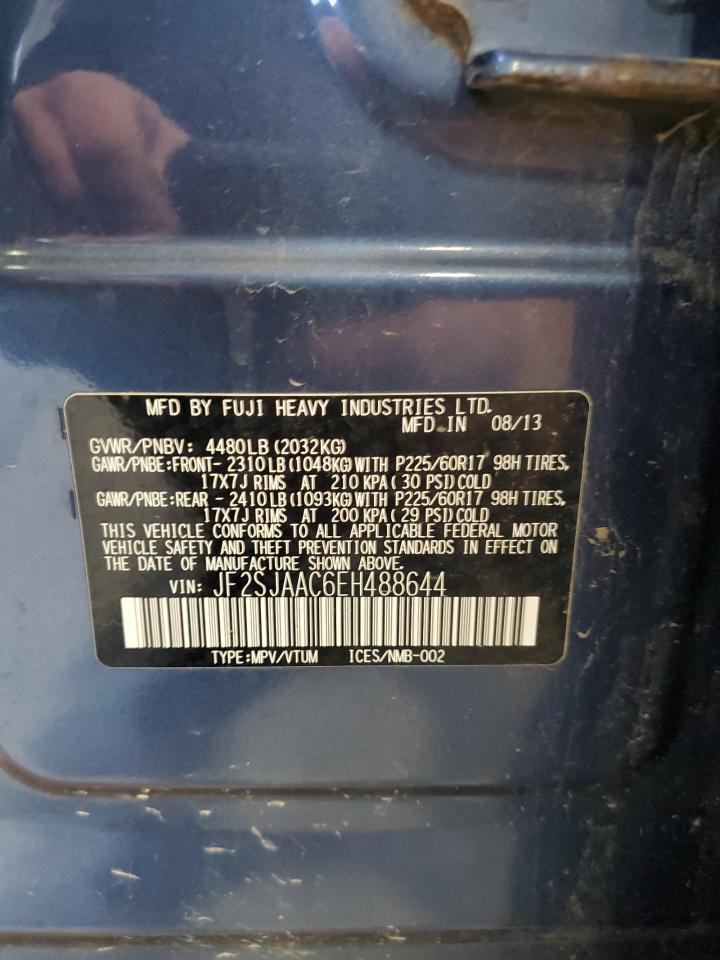 MFD BY FUJI HEAVY INDUSTRIES LTD.
MFD IN 08/13
GVWR/PNBV: 4480LB (2032KG)
GAWR/PNBE:FRONT- 2310LB (1048KG) WITH P225/60R17 98H TIRES,
17X7J RIMS AT 210 KPA ( 30 PSI) COLD
GAWR/PNBE:REAR - 2410LB (1093KG) WITH P225/60R17 98H TIRES,
17X7J RIMS AT 200 KPA ( 29 PSI) COLD
THIS VEHICLE CONFORMS TO ALL APPLICABLE FEDERAL MOTOR
VEHICLE SAFETY AND THEFT PREVENTION STANDARDS IN EFFECT ON
THE DATE OF MANUFACTURE SHOWN ABOVE.
VIN: JF2SJAAC6EH488644
TYPE:MPV/VTUM ICES/NMB-002